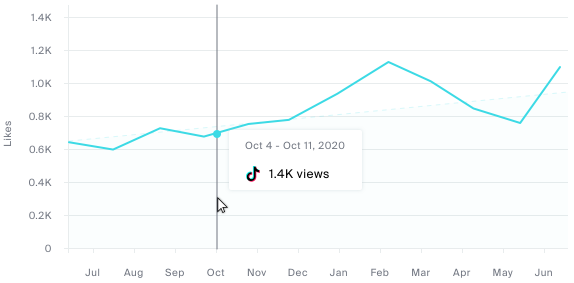 1.4K
1.2K
1.0K
0.8K
0.6K
0.4K
0.2K
0
Likes
Oct 4 - Oct 11, 2020
1.4K views
Jul Aug Sep Oct Nov Dec Jan Feb Mar Apr May Jun